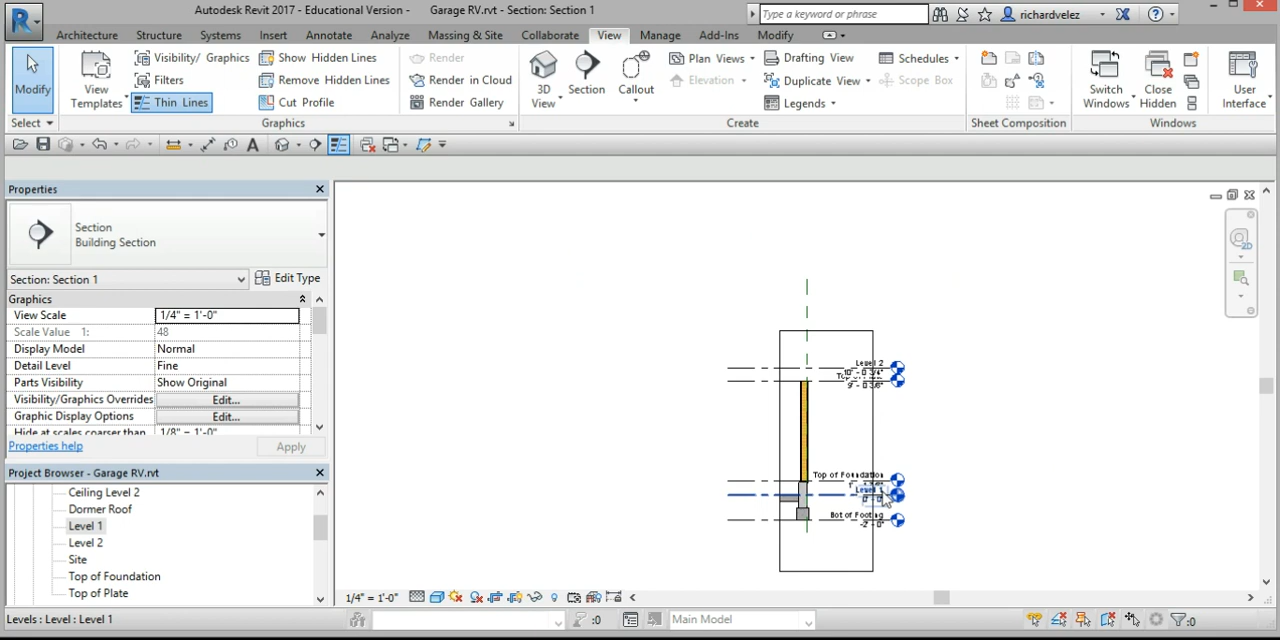 Autodesk Revit 2017 - Educational Version - Garage RV.rvt - Section: Section 1
Type a keyword or phrase
richardvelez
Architecture Structure Systems Insert Annotate Analyze Massing & Site Collaborate View Manage Add-Ins Modify
Modify
View Templates
Visibility/ Graphics
Filters
Thin Lines
Show Hidden Lines
Remove Hidden Lines
Cut Profile
Render
Render in Cloud
Render Gallery
3D View
Section
Callout
Plan Views
Elevation
Drafting View
Duplicate View
Legends
Schedules
Scope Box
Switch Windows
Close Hidden
User Interface
Select
Graphics
Create
Sheet Composition
Windows
Properties
Section
Building Section
Section: Section 1
Edit Type
Graphics
View Scale 1/4" = 1'-0"
Scale Value 1: 48
Display Model Normal
Detail Level Fine
Parts Visibility Show Original
Visibility/Graphics Overrides Edit...
Graphic Display Options Edit...
Hide at scales coarser than 1/8" = 1'-0"
Properties help
Apply
Project Browser - Garage RV.rvt
Ceiling Level 2
Dormer Roof
Level 1
Level 2
Site
Top of Foundation
Top of Plate
Level 2
Top of Foundation
Level 1
Bot of Footing
-2' - 0"
1/4" = 1'-0"
Levels : Level : Level 1
:0
Main Model
:0